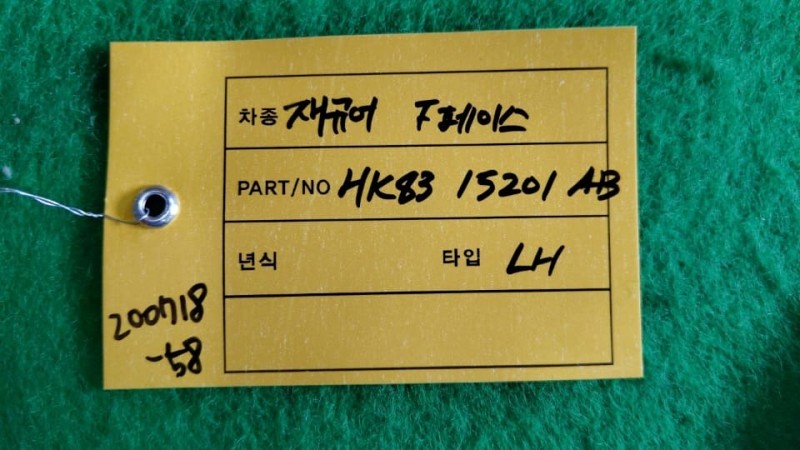 차종 재규어 F페이스
PART/NO HK83 15201 AB
년식 타입 LH
200718
-58